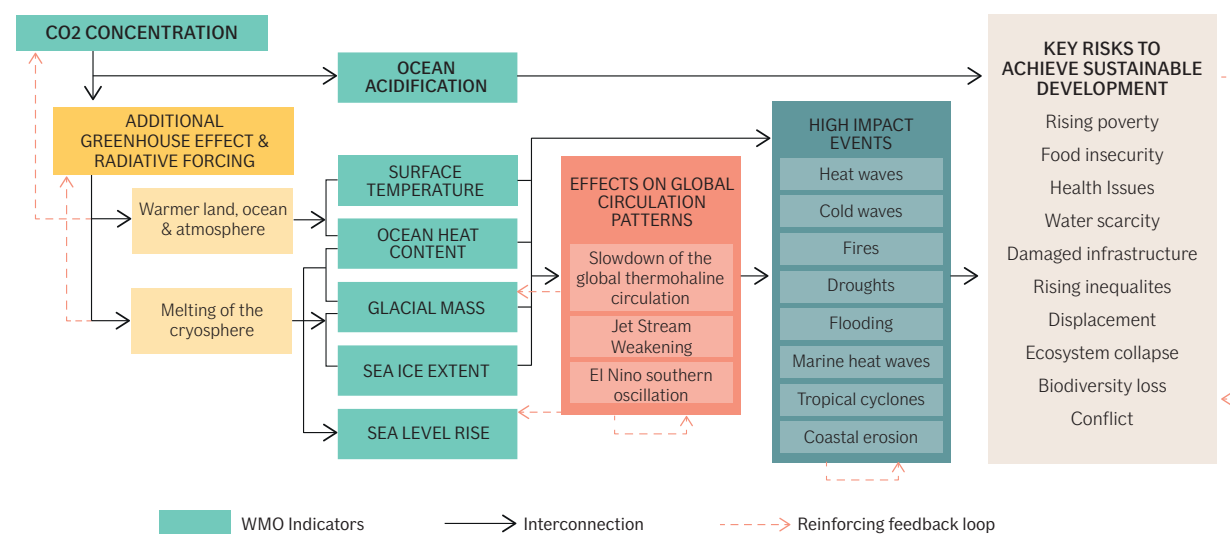 CO2 CONCENTRATION
OCEAN
ACIDIFICATION
ADDITIONAL
GREENHOUSE EFFECT &
RADIATIVE FORCING
Warmer land, ocean
& atmosphere
Melting of the
cryosphere
SURFACE
TEMPERATURE
OCEAN HEAT
CONTENT
GLACIAL MASS
SEA ICE EXTENT
SEA LEVEL RISE
EFFECTS ON GLOBAL
CIRCULATION
PATTERNS
Slowdown of the
global thermohaline
circulation
Jet Stream
Weakening
El Nino southern
oscillation
HIGH IMPACT
EVENTS
Heat waves
Cold waves
Fires
Droughts
Flooding
Marine heat waves
Tropical cyclones
Coastal erosion
KEY RISKS TO
ACHIEVE SUSTAINABLE
DEVELOPMENT
Rising poverty
Food insecurity
Health Issues
Water scarcity
Damaged infrastructure
Rising inequalites
Displacement
Ecosystem collapse
Biodiversity loss
Conflict
WMO Indicators
Interconnection
Reinforcing feedback loop